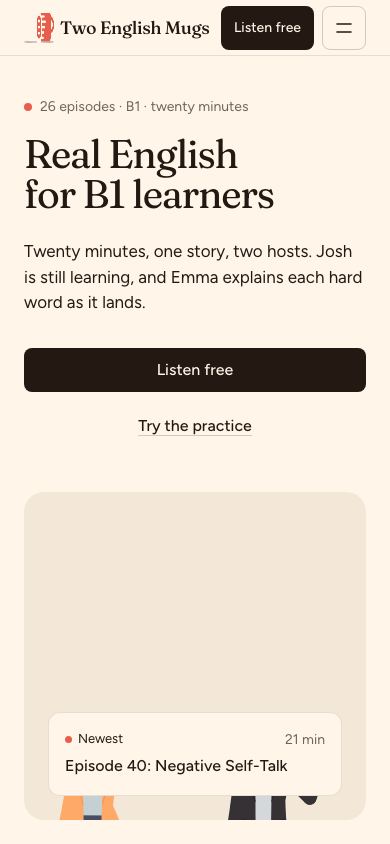 Two English Mugs
Listen free
26 episodes · B1 · twenty minutes
Real English
for B1 learners
Twenty minutes, one story, two hosts. Josh
is still learning, and Emma explains each hard
word as it lands.
Listen free
Try the practice
Newest
21 min
Episode 40: Negative Self-Talk